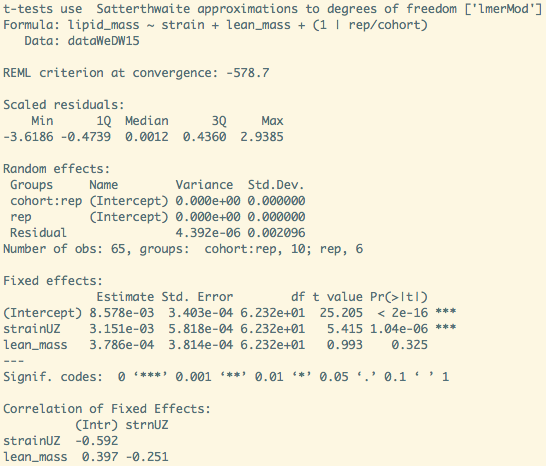 t-tests use  Satterthwaite approximations to degrees of freedom ['lmerMod']
Formula: lipid_mass ~ strain + lean_mass + (1 | rep/cohort)
   Data: dataWeDW15

REML criterion at convergence: -578.7

Scaled residuals:
    Min      1Q  Median      3Q     Max
-3.6186 -0.4739  0.0012  0.4360  2.9385

Random effects:
 Groups     Name        Variance  Std.Dev.
 cohort:rep (Intercept) 0.000e+00 0.000000
 rep        (Intercept) 0.000e+00 0.000000
 Residual               4.392e-06 0.002096
Number of obs: 65, groups:  cohort:rep, 10; rep, 6

Fixed effects:
             Estimate Std. Error        df t value Pr(>|t|)
(Intercept) 8.578e-03  3.403e-04 6.232e+01  25.205  < 2e-16 ***
strainUZ    3.151e-03  5.818e-04 6.232e+01   5.415 1.04e-06 ***
lean_mass   3.786e-04  3.814e-04 6.232e+01   0.993    0.325
---
Signif. codes:  0 ‘***’ 0.001 ‘**’ 0.01 ‘*’ 0.05 ‘.’ 0.1 ‘ ’ 1

Correlation of Fixed Effects:
          (Intr) strnUZ
strainUZ  -0.592
lean_mass  0.397 -0.251